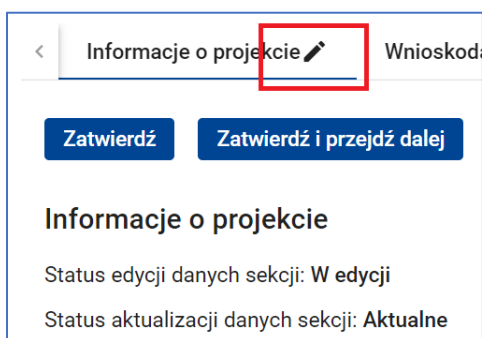 Informacje o projekcie Wnioskoda
Zatwierdź Zatwierdź i przejdź dalej
Informacje o projekcie
Status edycji danych sekcji: W edycji
Status aktualizacji danych sekcji: Aktualne